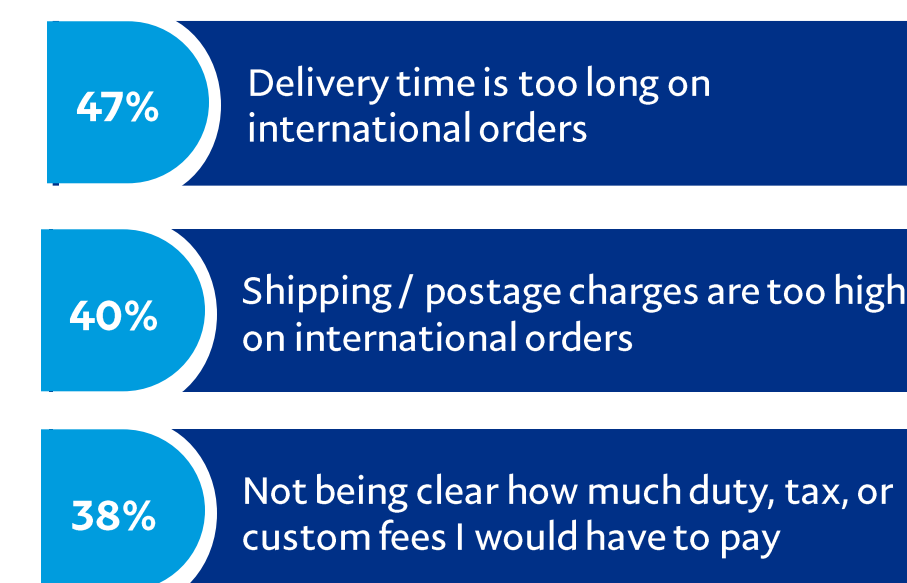 47%
Delivery time is too long on
international orders
40%
Shipping / postage charges are too high
on international orders
38%
Not being clear how much duty, tax, or
custom fees I would have to pay